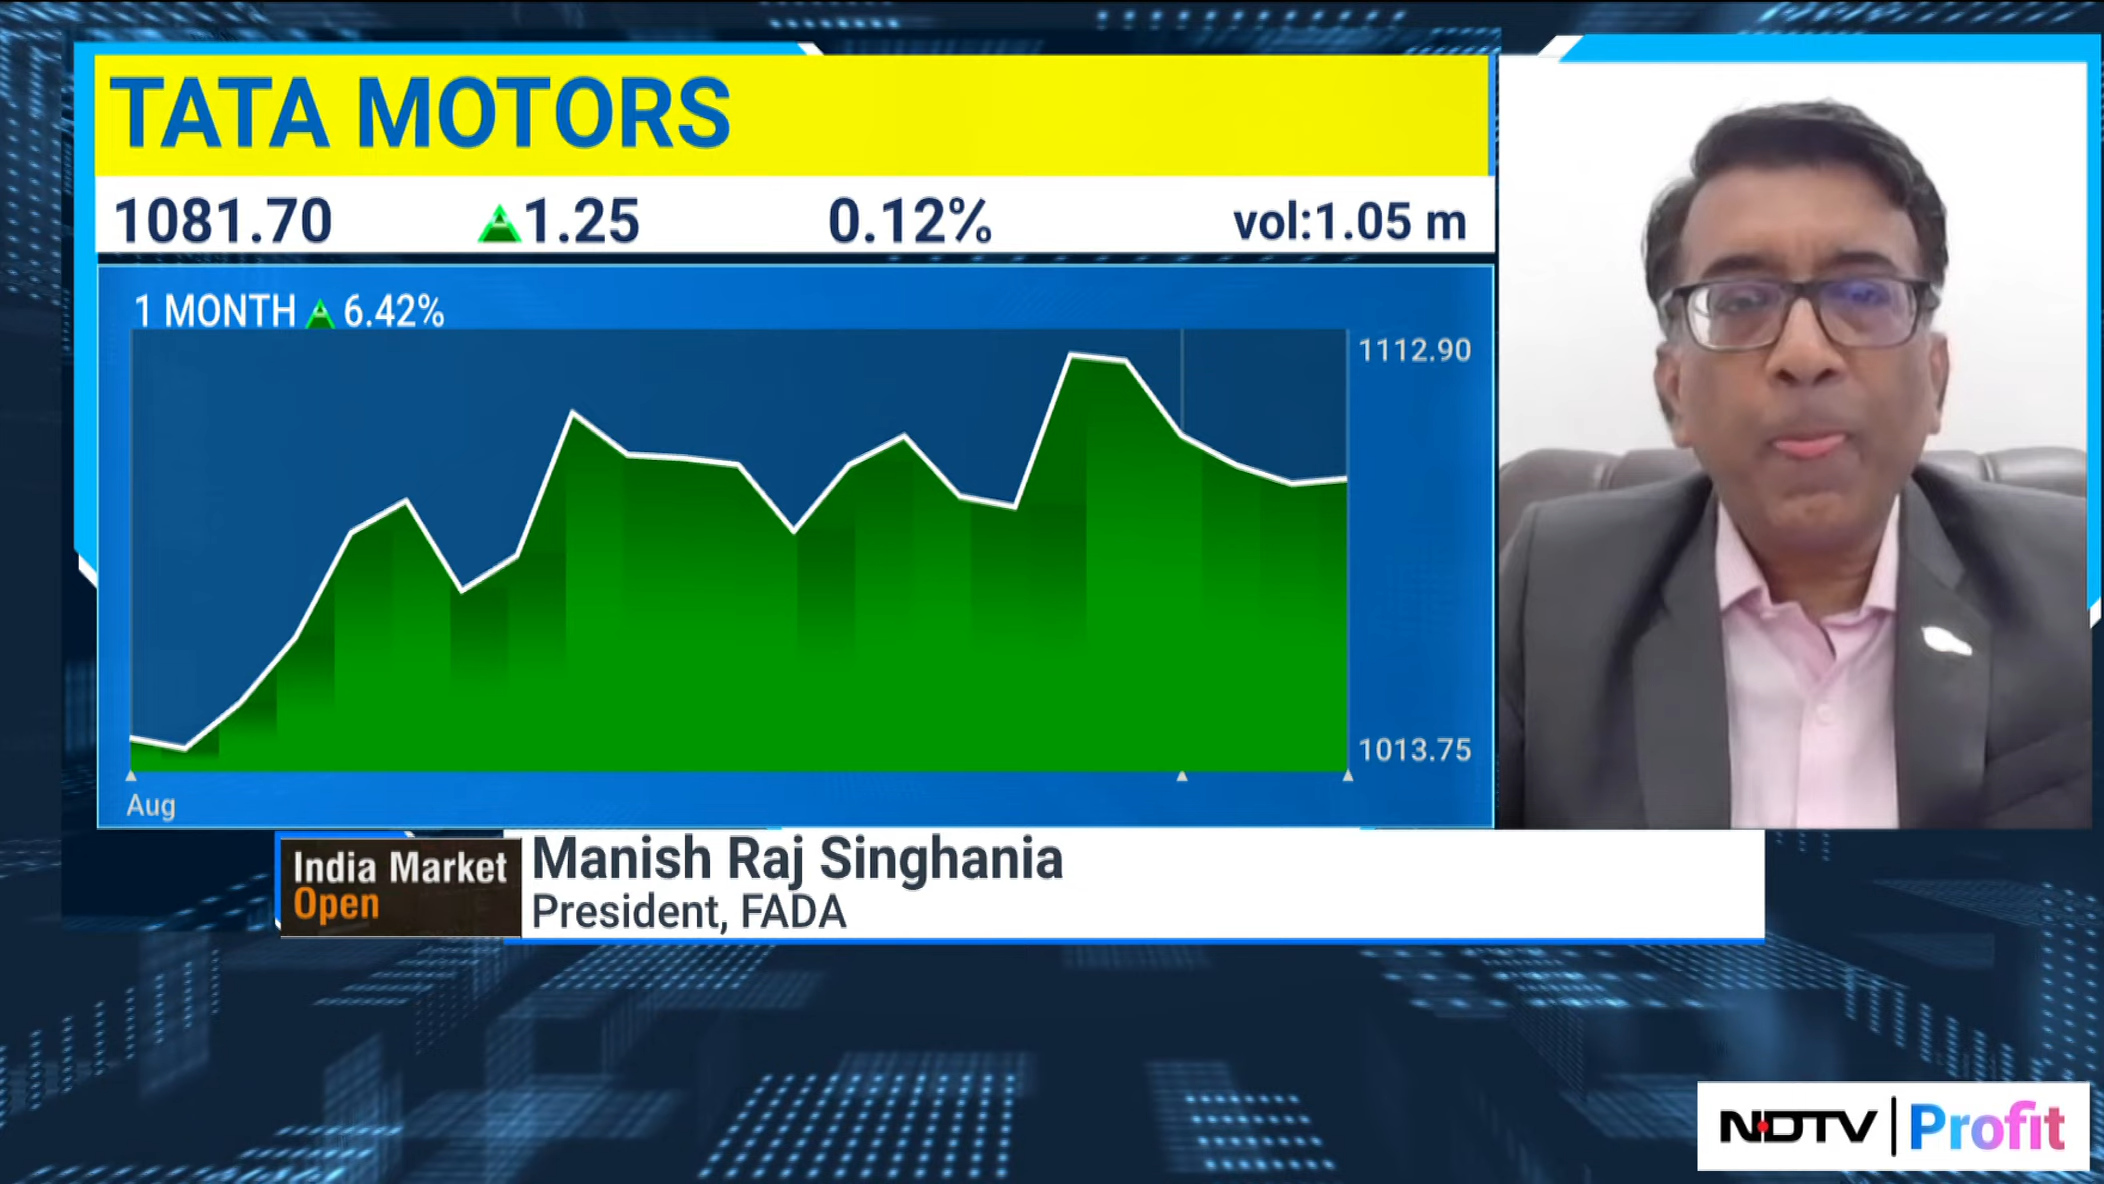 TATA MOTORS
1081.70 1.25 0.12% vol:1.05 m
1 MONTH 6.42%
1112.90
1013.75
Aug
India Market
Open
Manish Raj Singhania
President, FADA
NDTV | Profit